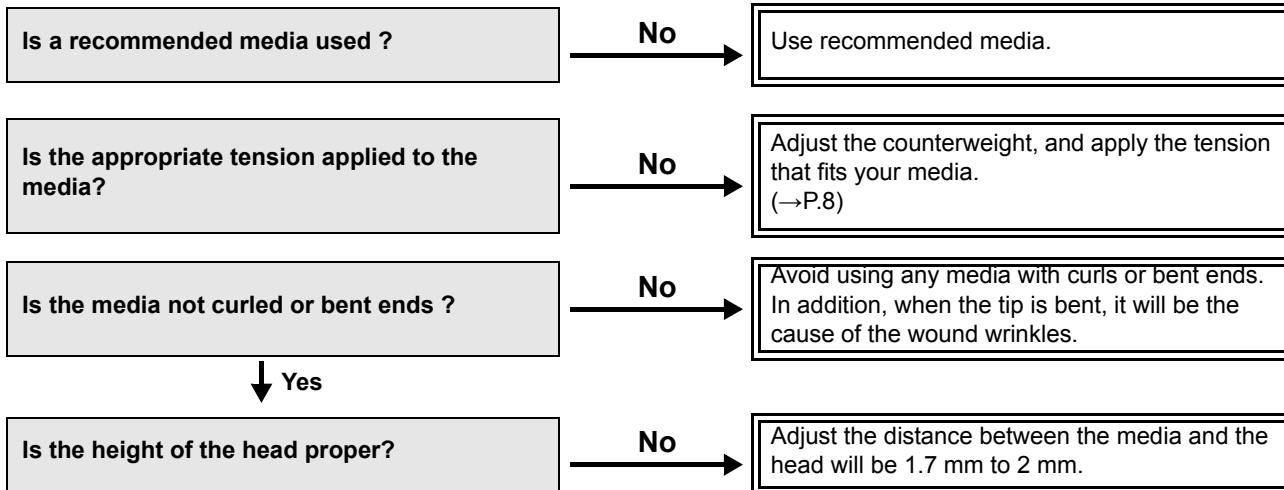 Is a recommended media used ?
No
Use recommended media.
Is the appropriate tension applied to the
media?
No
Adjust the counterweight, and apply the tension
that fits your media.
(→P.8)
Is the media not curled or bent ends ?
No
Avoid using any media with curls or bent ends.
In addition, when the tip is bent, it will be the
cause of the wound wrinkles.
Yes
Is the height of the head proper?
No
Adjust the distance between the media and the
head will be 1.7 mm to 2 mm.